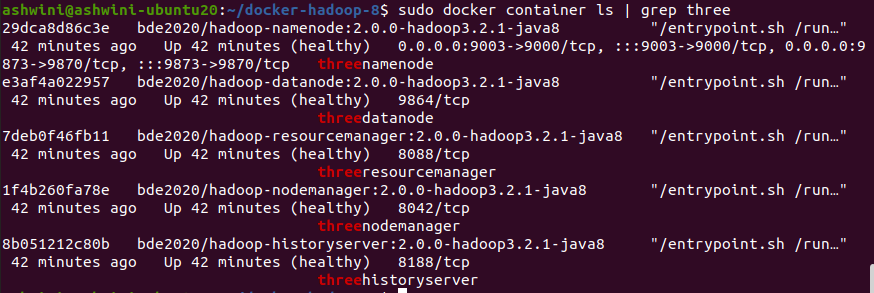 ashwini@ashwini-ubuntu20:~/docker-hadoop-8$ sudo docker container ls | grep three
29dca8d86c3e   bde2020/hadoop-namenode:2.0.0-hadoop3.2.1-java8   "/entrypoint.sh /run…"
42 minutes ago   Up 42 minutes (healthy)   0.0.0.0:9003->9000/tcp, :::9003->9000/tcp, 0.0.0.0:9
873->9870/tcp, :::9873->9870/tcp   threenamenode
e3af4a022957   bde2020/hadoop-datanode:2.0.0-hadoop3.2.1-java8   "/entrypoint.sh /run…"
42 minutes ago   Up 42 minutes (healthy)   9864/tcp
threedatanode
7deb0f46fb11   bde2020/hadoop-resourcemanager:2.0.0-hadoop3.2.1-java8   "/entrypoint.sh /run…"
42 minutes ago   Up 42 minutes (healthy)   8088/tcp
threeresourcemanager
1f4b260fa78e   bde2020/hadoop-nodemanager:2.0.0-hadoop3.2.1-java8   "/entrypoint.sh /run…"
42 minutes ago   Up 42 minutes (healthy)   8042/tcp
threenodemanager
8b051212c80b   bde2020/hadoop-historyserver:2.0.0-hadoop3.2.1-java8   "/entrypoint.sh /run…"
42 minutes ago   Up 42 minutes (healthy)   8188/tcp
threehistoryserver